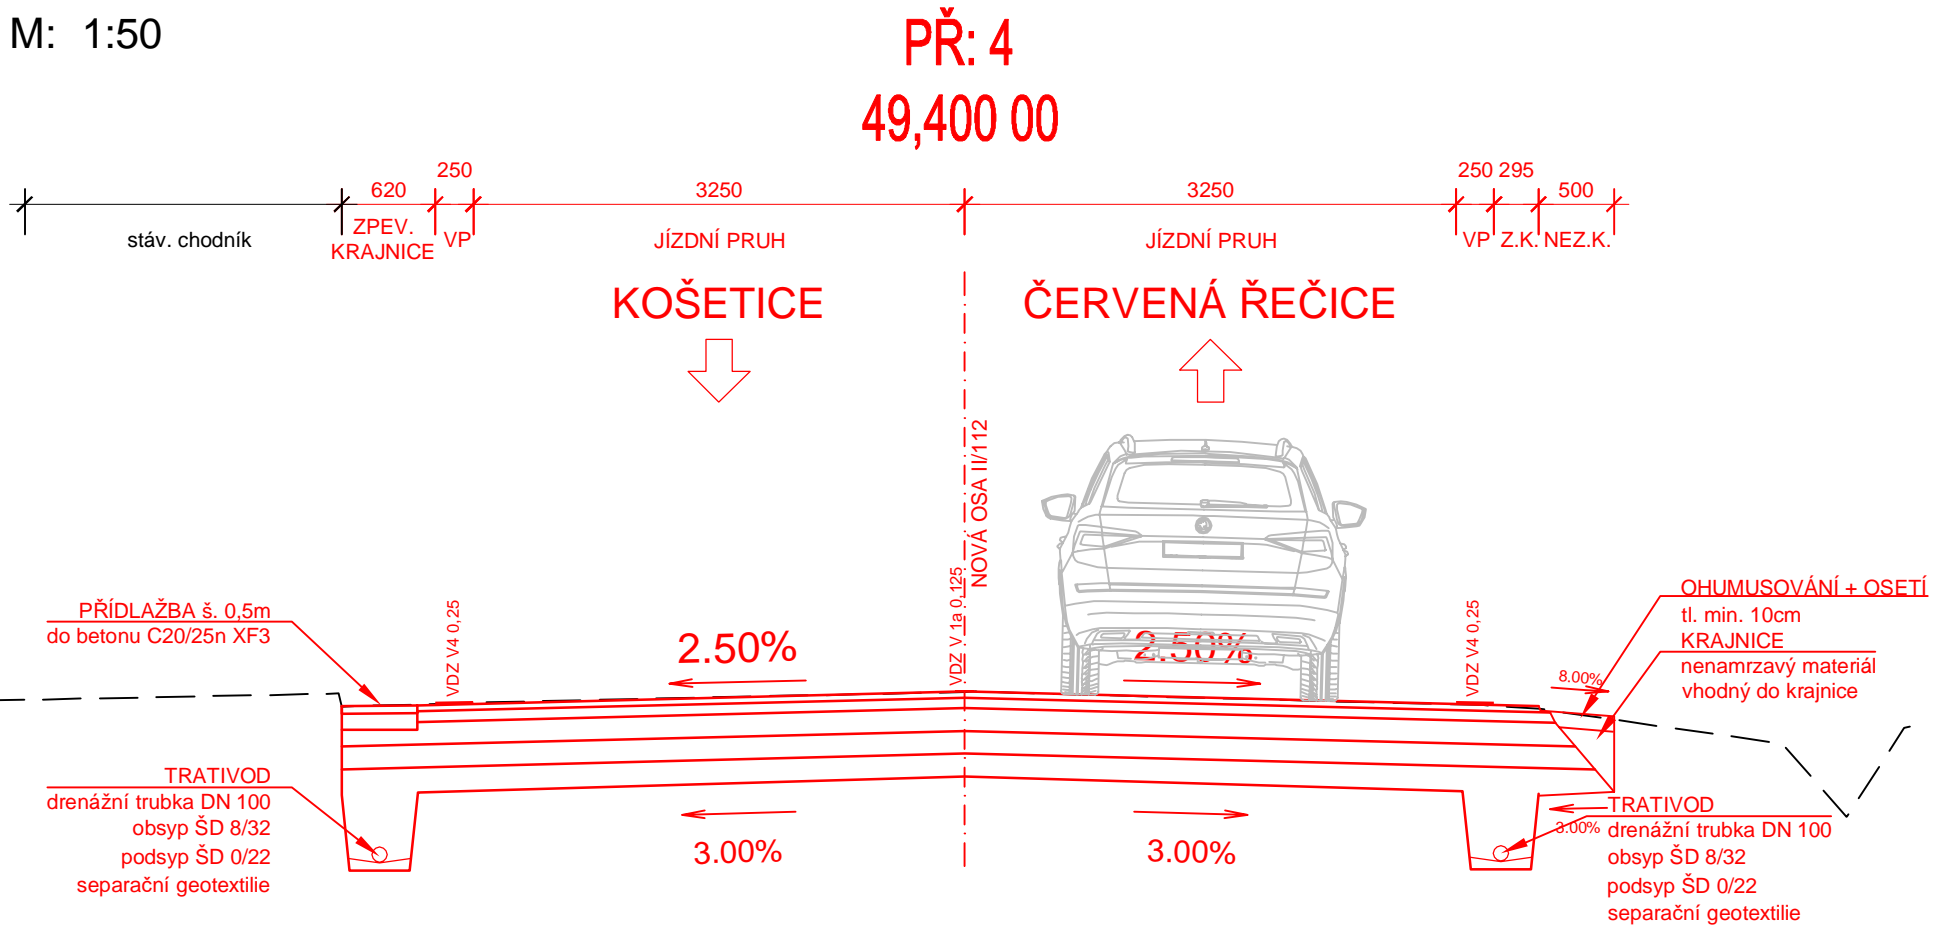 M: 1:50
PŘ: 4
49,400 00
250
620
3250
3250
250 295
500
stáv. chodník
ZPEV.
KRAJNICE
VP
JÍZDNÍ PRUH
JÍZDNÍ PRUH
VP Z.K. NEZ.K.
KOŠETICE
ČERVENÁ ŘEČICE
NOVÁ OSA II/112
VDZ V 1a 0,125
PŘÍDLAŽBA š. 0,5m
do betonu C20/25n XF3
VDZ V4 0,25
2.50%
2.50%
VDZ V4 0,25
8.00%
OHUMUSOVÁNÍ + OSETÍ
tl. min. 10cm
KRAJNICE
nenamrzavý materiál
vhodný do krajnice
TRATIVOD
drenážní trubka DN 100
obsyp ŠD 8/32
podsyp ŠD 0/22
separační geotextilie
3.00%
3.00%
3.00%
TRATIVOD
drenážní trubka DN 100
obsyp ŠD 8/32
podsyp ŠD 0/22
separační geotextilie